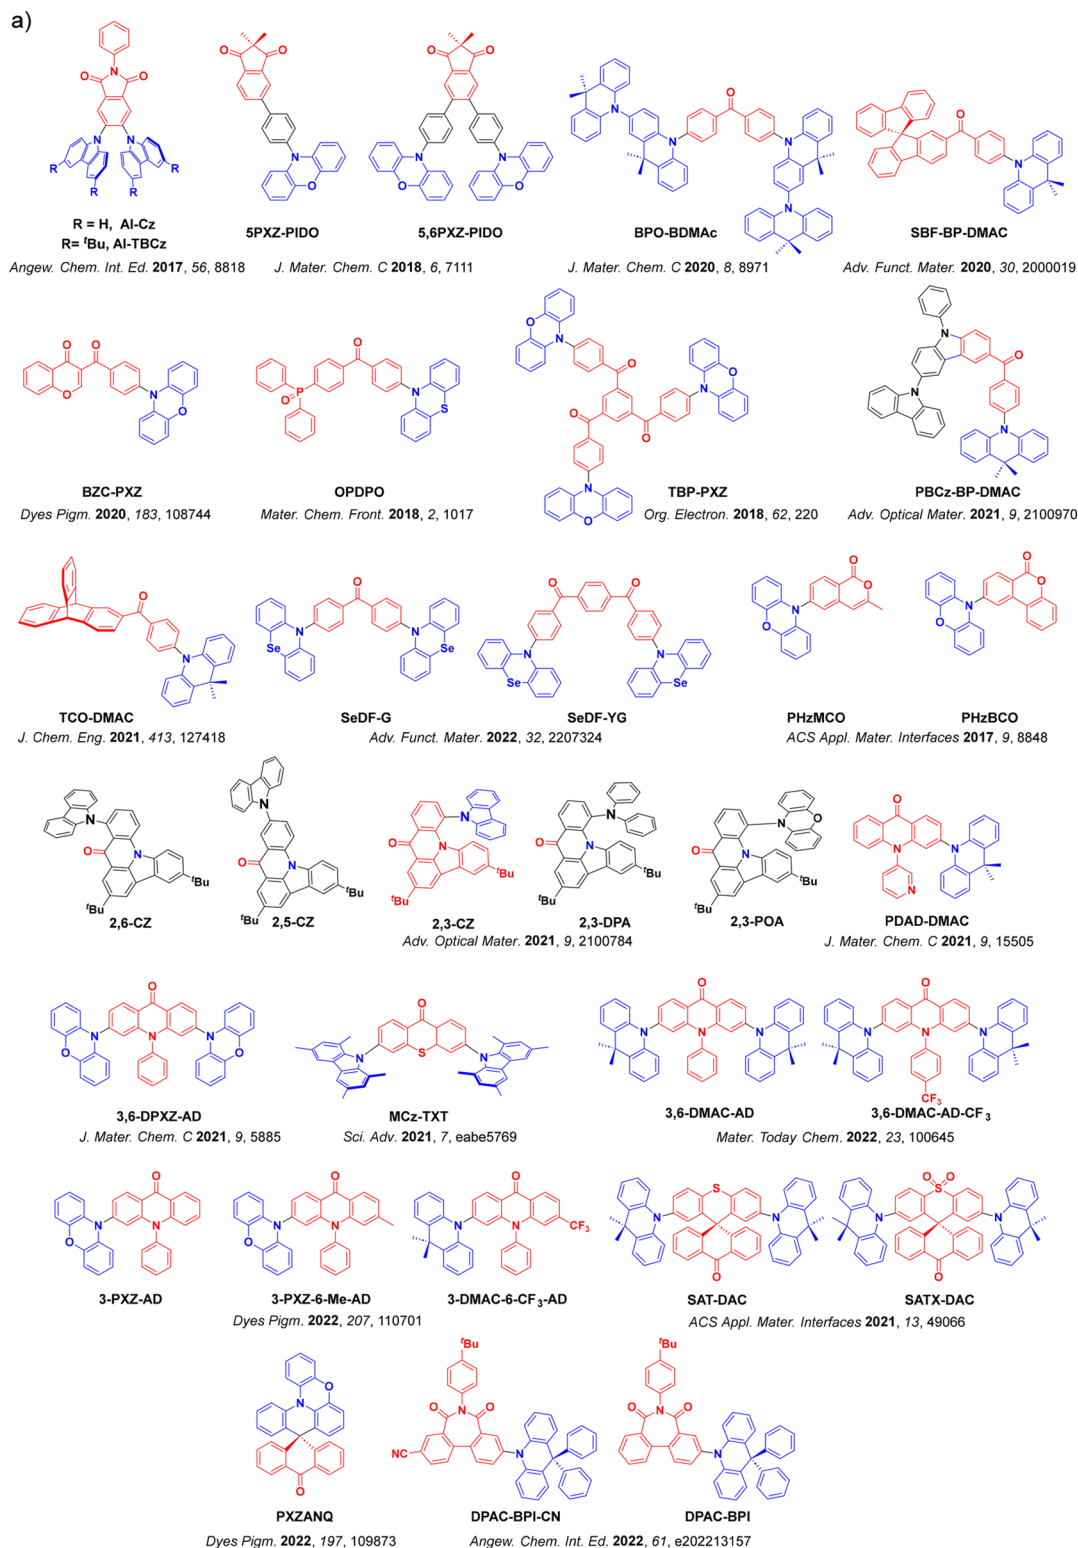 a)
R = H, AI-Cz
R= tBu, AI-TBCz
Angew. Chem. Int. Ed. 2017, 56, 8818
5PXZ-PIDO
5,6PXZ-PIDO
J. Mater. Chem. C 2018, 6, 7111
BPO-BDMAc
J. Mater. Chem. C 2020, 8, 8971
SBF-BP-DMAC
Adv. Funct. Mater. 2020, 30, 2000019
BZC-PXZ
Dyes Pigm. 2020, 183, 108744
OPDPO
Mater. Chem. Front. 2018, 2, 1017
TBP-PXZ
Org. Electron. 2018, 62, 220
PBCz-BP-DMAC
Adv. Optical Mater. 2021, 9, 2100970
TCO-DMAC
J. Chem. Eng. 2021, 413, 127418
SeDF-G
SeDF-YG
Adv. Funct. Mater. 2022, 32, 2207324
PHzMCO
PHzBCO
ACS Appl. Mater. Interfaces 2017, 9, 8848
2,6-CZ
2,5-CZ
2,3-CZ
2,3-DPA
2,3-POA
Adv. Optical Mater. 2021, 9, 2100784
PDAD-DMAC
J. Mater. Chem. C 2021, 9, 15505
3,6-DPXZ-AD
J. Mater. Chem. C 2021, 9, 5885
MCz-TXT
Sci. Adv. 2021, 7, eabe5769
3,6-DMAC-AD
3,6-DMAC-AD-CF3
Mater. Today Chem. 2022, 23, 100645
3-PXZ-AD
3-PXZ-6-Me-AD
3-DMAC-6-CF3-AD
Dyes Pigm. 2022, 207, 110701
SAT-DAC
SATX-DAC
ACS Appl. Mater. Interfaces 2021, 13, 49066
PXZANQ
Dyes Pigm. 2022, 197, 109873
DPAC-BPI-CN
DPAC-BPI
Angew. Chem. Int. Ed. 2022, 61, e202213157